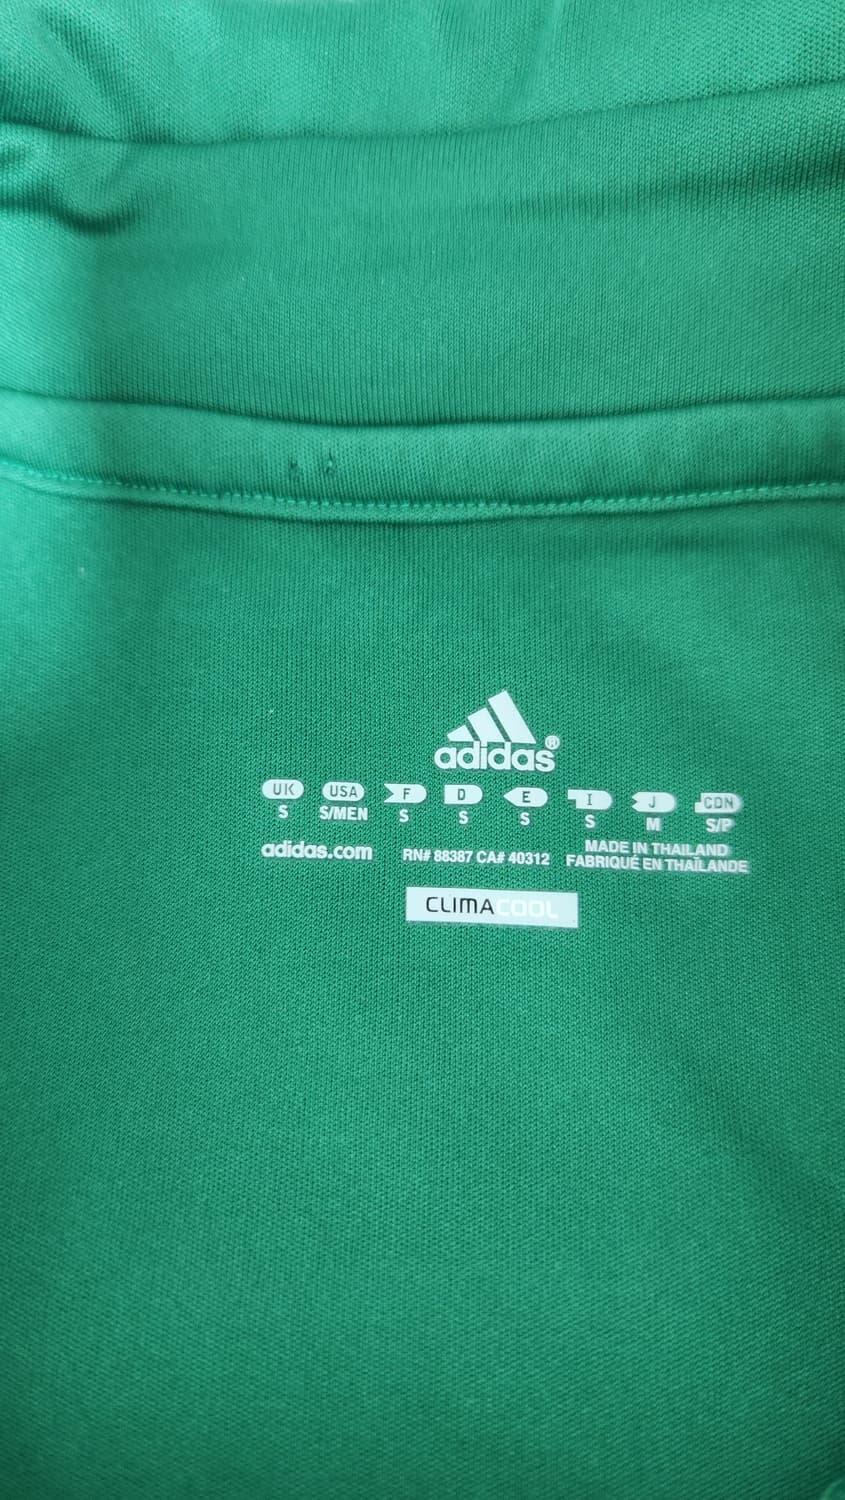 adidas®
UK USA F D E I J CDN
S S/MEN S S S S M S/P
adidas.com RN# 88387 CA# 40312 MADE IN THAILAND
FABRIQUÉ EN THAÏLANDE
CLIMACOOL